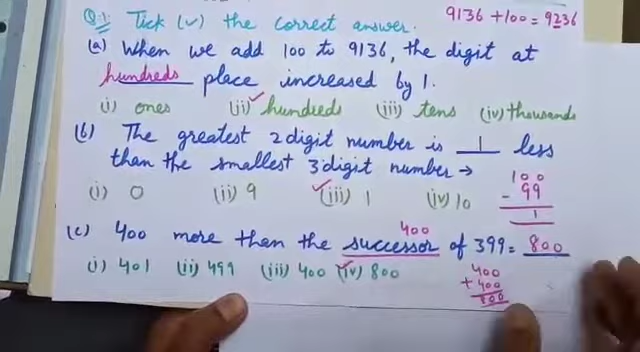 Q:1 Tick (✓) the correct answer. 9136 + 100 = 9236
(a) When we add 100 to 9136, the digit at
hundreds place increased by 1.
(i) ones (ii) ✓ hundreds (iii) tens (iv) thousands
(b) The greatest 2 digit number is 1 less
than the smallest 3 digit number →
(i) 0 (ii) 9 ✓ (iii) 1 (iv) 10
100
- 99
1
400
(c) 400 more than the successor of 399 = 800
(i) 401 (ii) 499 (iii) 400 ✓ (iv) 800
400
+ 400
800